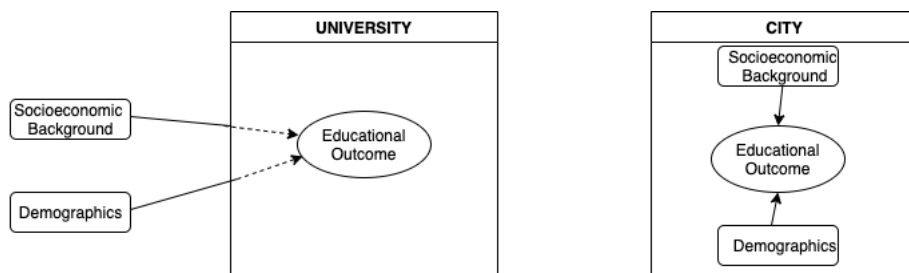 UNIVERSITY
Socioeconomic
Background
Educational
Outcome
Demographics
CITY
Socioeconomic
Background
Educational
Outcome
Demographics